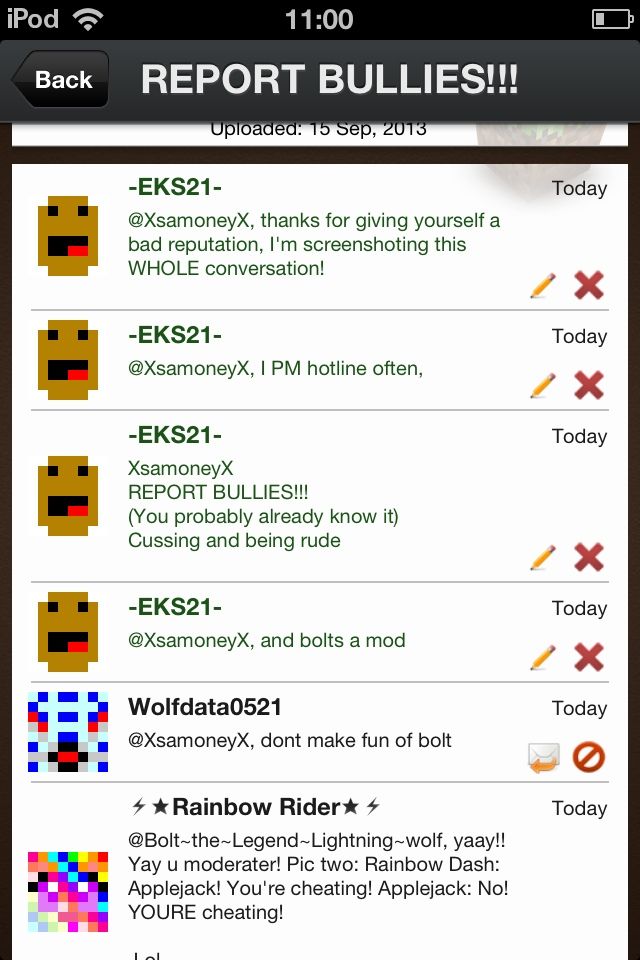 iPod 11:00
Back REPORT BULLIES!!!
Uploaded: 15 Sep, 2013
-EKS21- Today
@XsamoneyX, thanks for giving yourself a
bad reputation, I'm screenshoting this
WHOLE conversation!
-EKS21- Today
@XsamoneyX, I PM hotline often,
-EKS21- Today
XsamoneyX
REPORT BULLIES!!!
(You probably already know it)
Cussing and being rude
-EKS21- Today
@XsamoneyX, and bolts a mod
Wolfdata0521 Today
@XsamoneyX, dont make fun of bolt
⚡★Rainbow Rider★⚡ Today
@Bolt~the~Legend~Lightning~wolf, yaay!!
Yay u moderater! Pic two: Rainbow Dash:
Applejack! You're cheating! Applejack: No!
YOURE cheating!
Lol